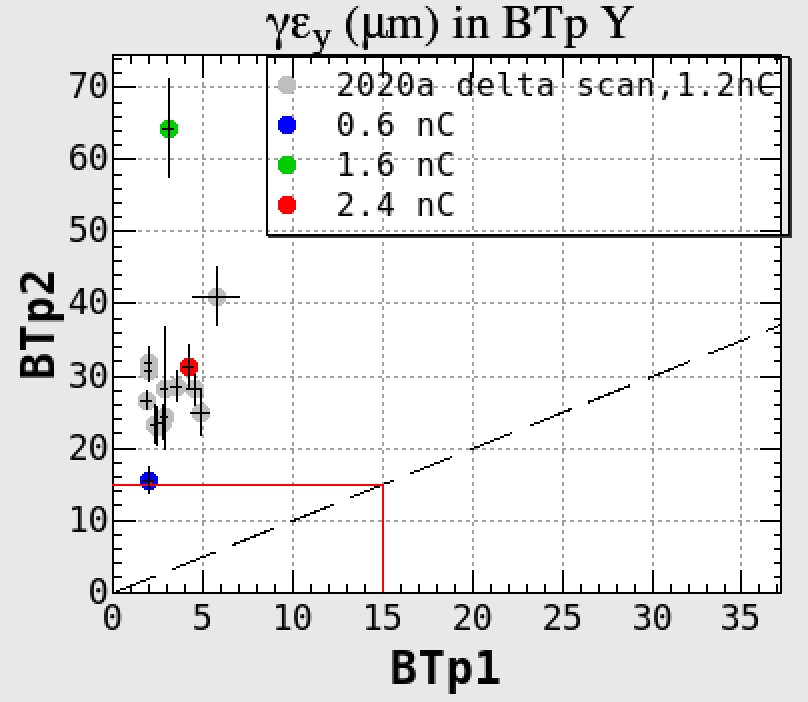 γεy (μm) in BTp Y
2020a delta scan,1.2nC
0.6 nC
1.6 nC
2.4 nC
70
60
50
40
30
20
10
0
BTp2
0 5 10 15 20 25 30 35
BTp1